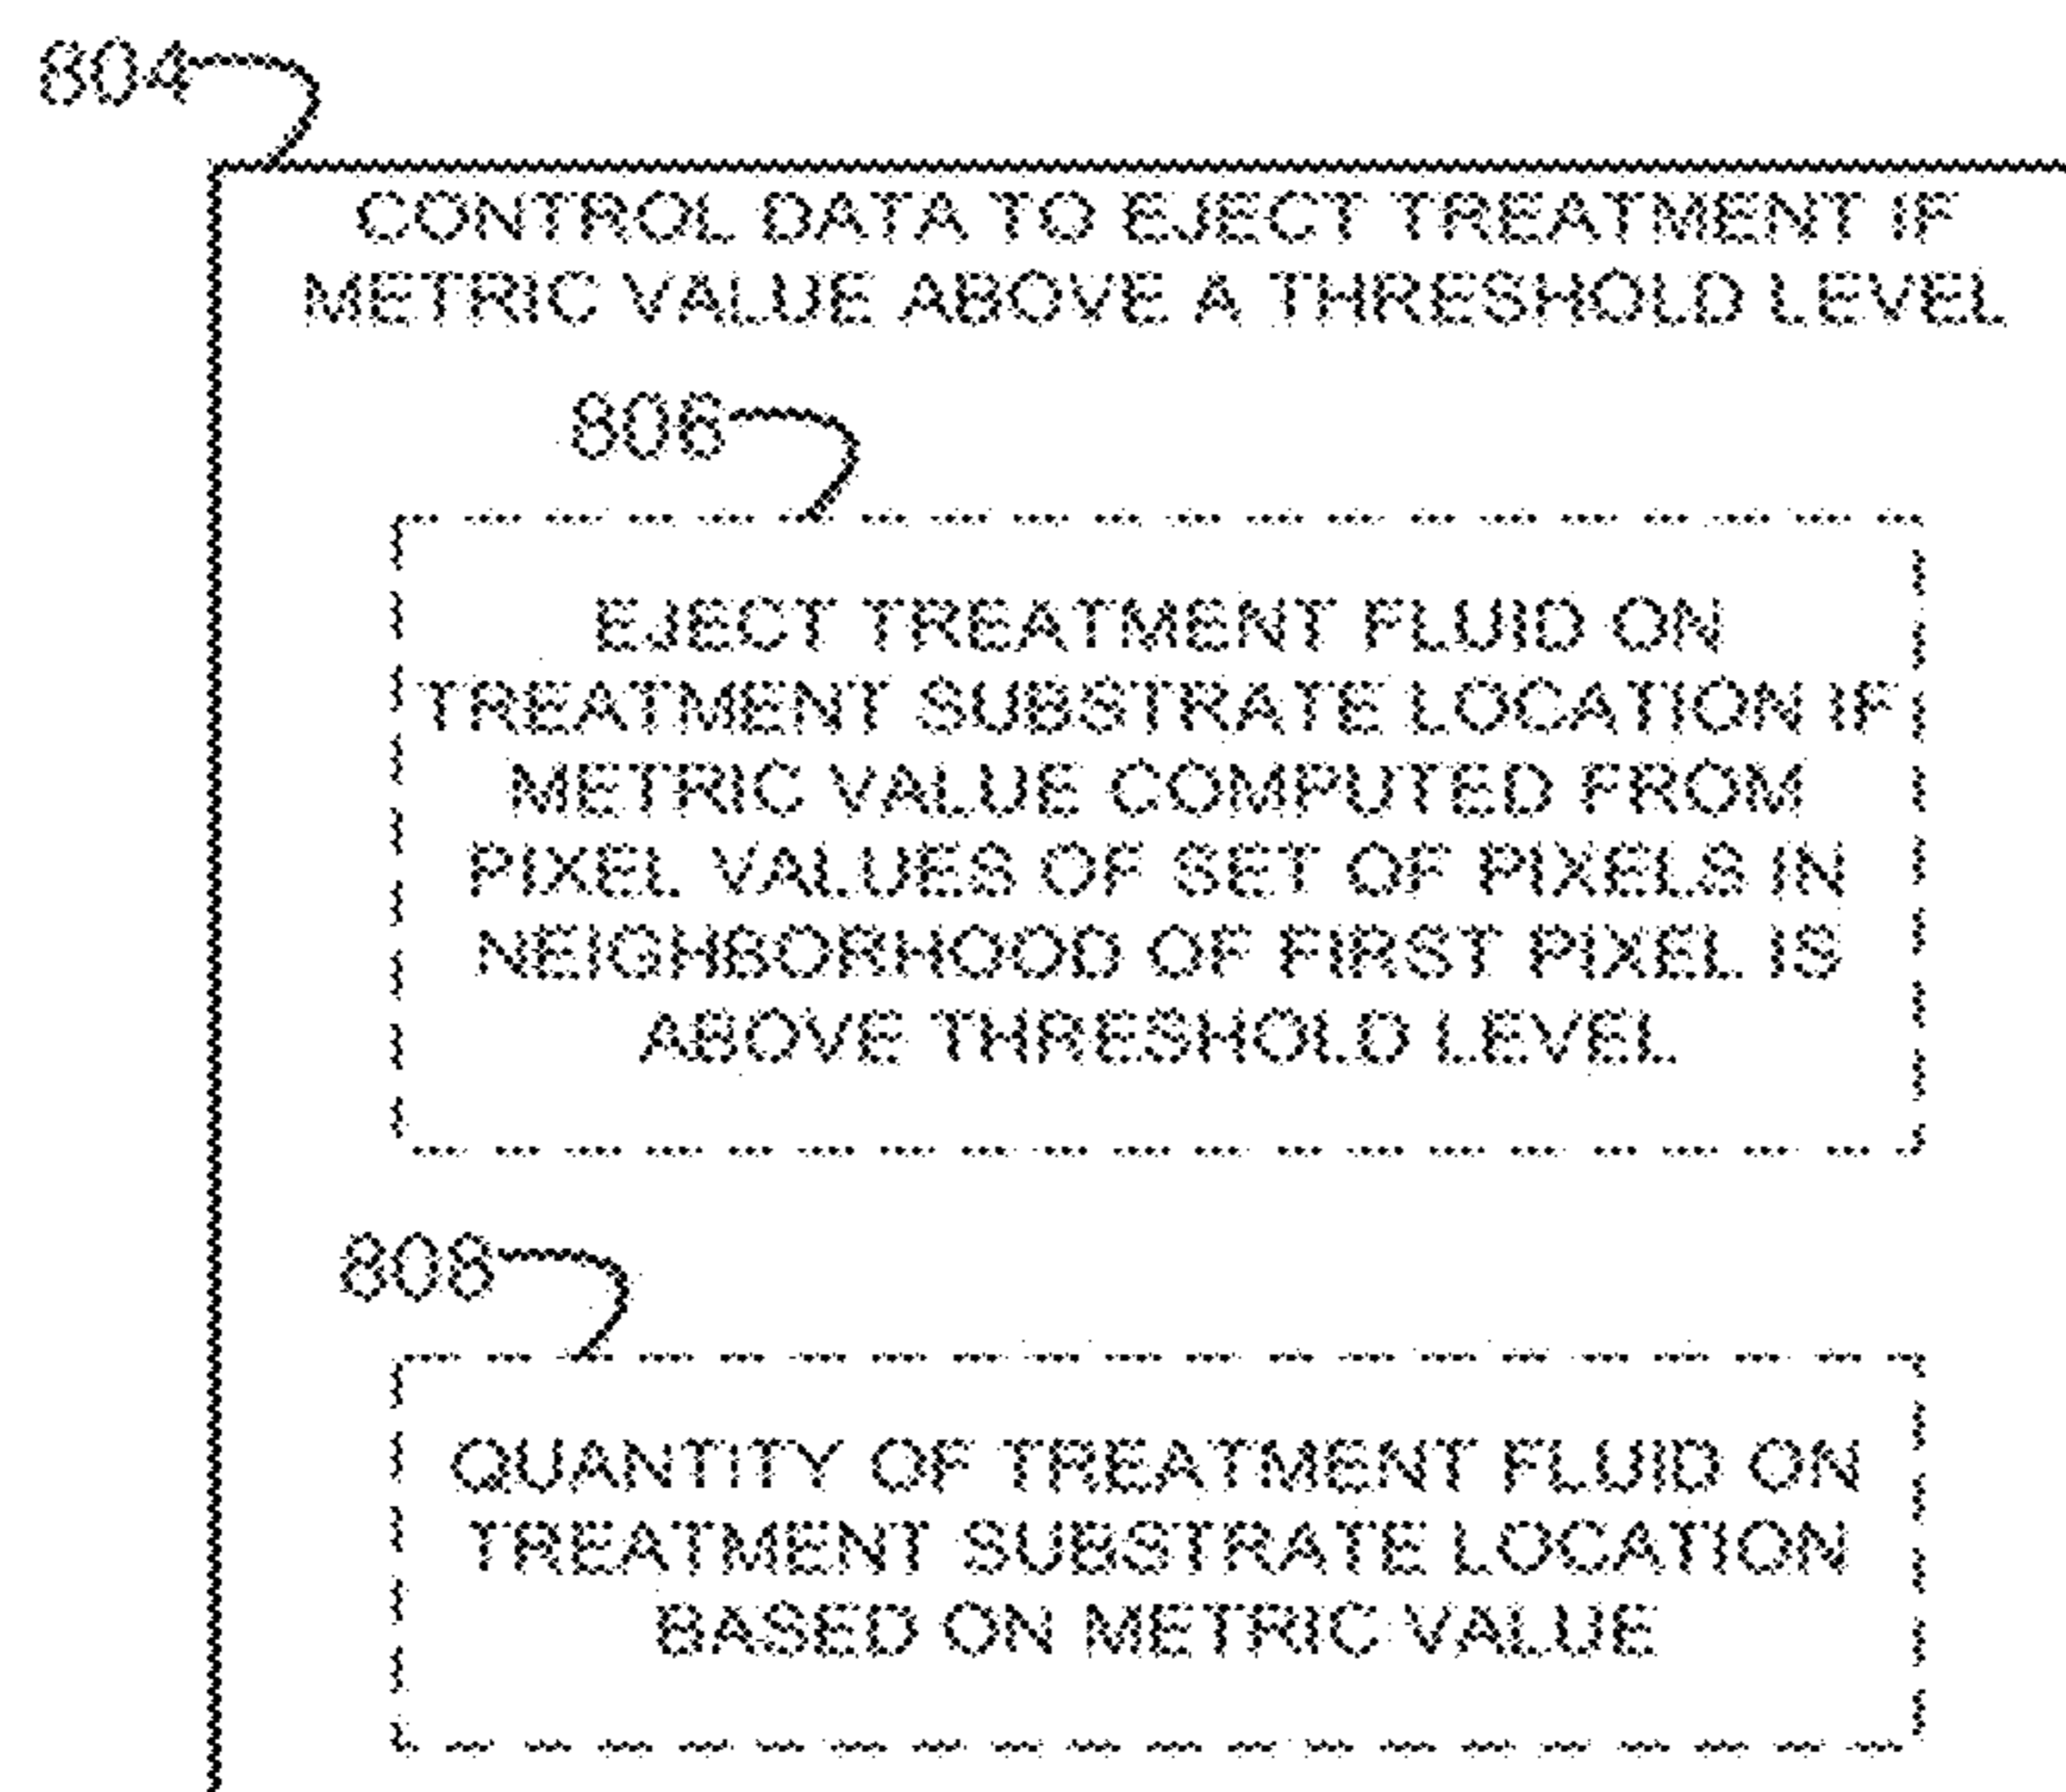 804
CONTROL DATA TO EJECT TREATMENT IF
METRIC VALUE ABOVE A THRESHOLD LEVEL
806
EJECT TREATMENT FLUID ON
TREATMENT SUBSTRATE LOCATION IF
METRIC VALUE COMPUTED FROM
PIXEL VALUES OF SET OF PIXELS IN
NEIGHBORHOOD OF FIRST PIXEL IS
ABOVE THRESHOLD LEVEL
808
QUANTITY OF TREATMENT FLUID ON
TREATMENT SUBSTRATE LOCATION
BASED ON METRIC VALUE